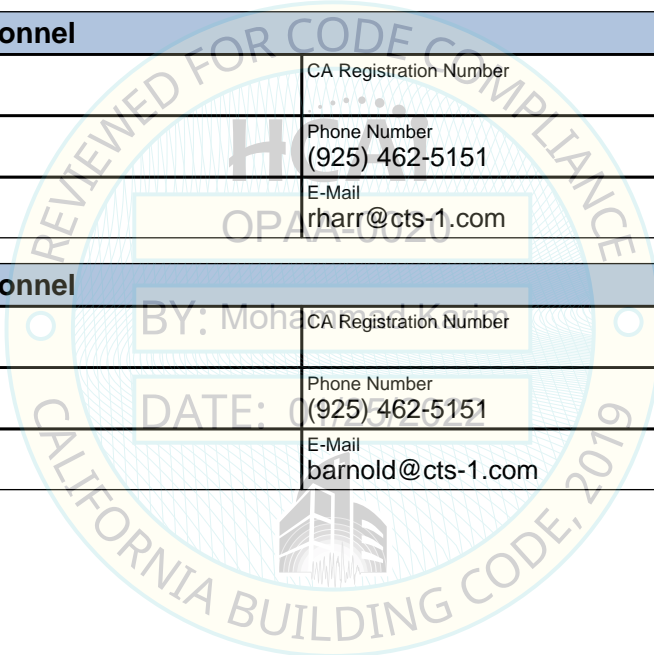 onnel
CA Registration Number
Phone Number
(925) 462-5151
E-Mail
rharr@cts-1.com
onnel
CA Registration Number
Phone Number
(925) 462-5151
E-Mail
barnold@cts-1.com
REVIEWED FOR CODE COMPLIANCE
HCAi
OPAA-0020
BY: Mohammad Karim
DATE:
CALIFORNIA BUILDING CODE, 2019